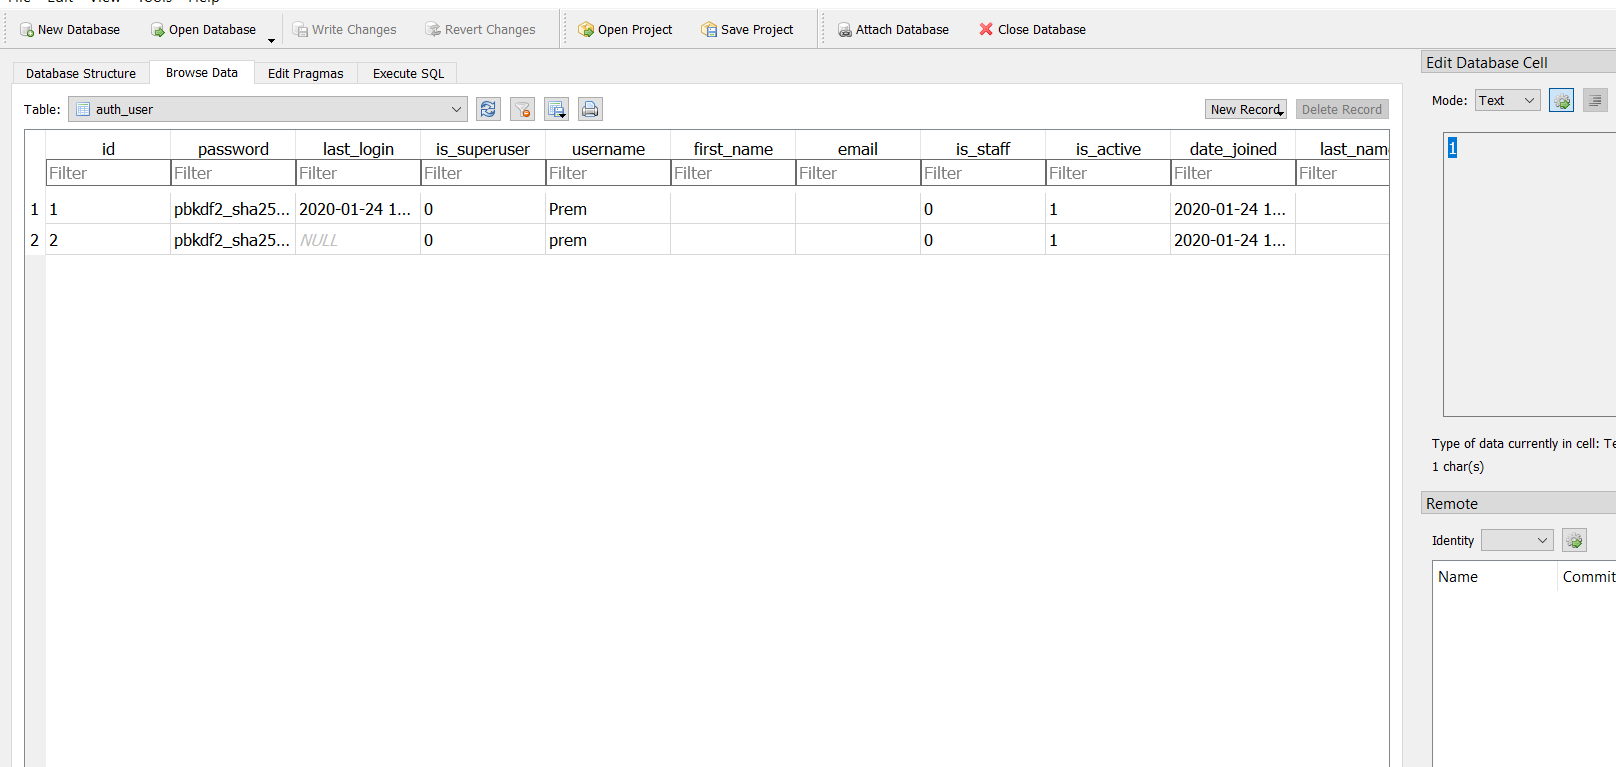 File Edit View Tools Help
New Database Open Database Write Changes Revert Changes Open Project Save Project Attach Database Close Database
Database Structure Browse Data Edit Pragmas Execute SQL
Table: auth_user New Record Delete Record
id password last_login is_superuser username first_name email is_staff is_active date_joined last_nam
Filter Filter Filter Filter Filter Filter Filter Filter Filter Filter Filter
1 1 pbkdf2_sha25... 2020-01-24 1... 0 Prem 0 1 2020-01-24 1...
2 2 pbkdf2_sha25... NULL 0 prem 0 1 2020-01-24 1...
Edit Database Cell
Mode: Text
1
Type of data currently in cell: Te
1 char(s)
Remote
Identity
Name Commit